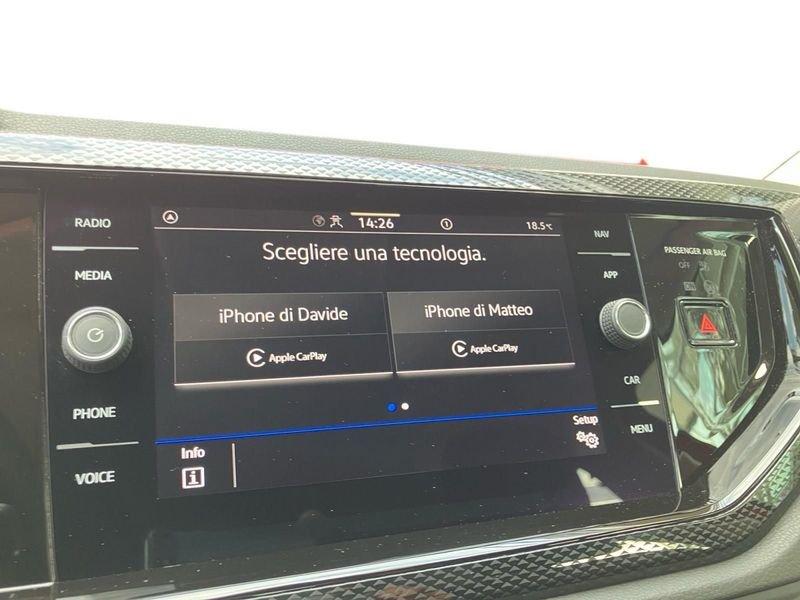 RADIO
MEDIA
PHONE
VOICE
14:26
18.5°C
Scegliere una tecnologia.
iPhone di Davide
Apple CarPlay
iPhone di Matteo
Apple CarPlay
Info
Setup
NAV
APP
CAR
MENU
PASSENGER AIR BAG
OFF